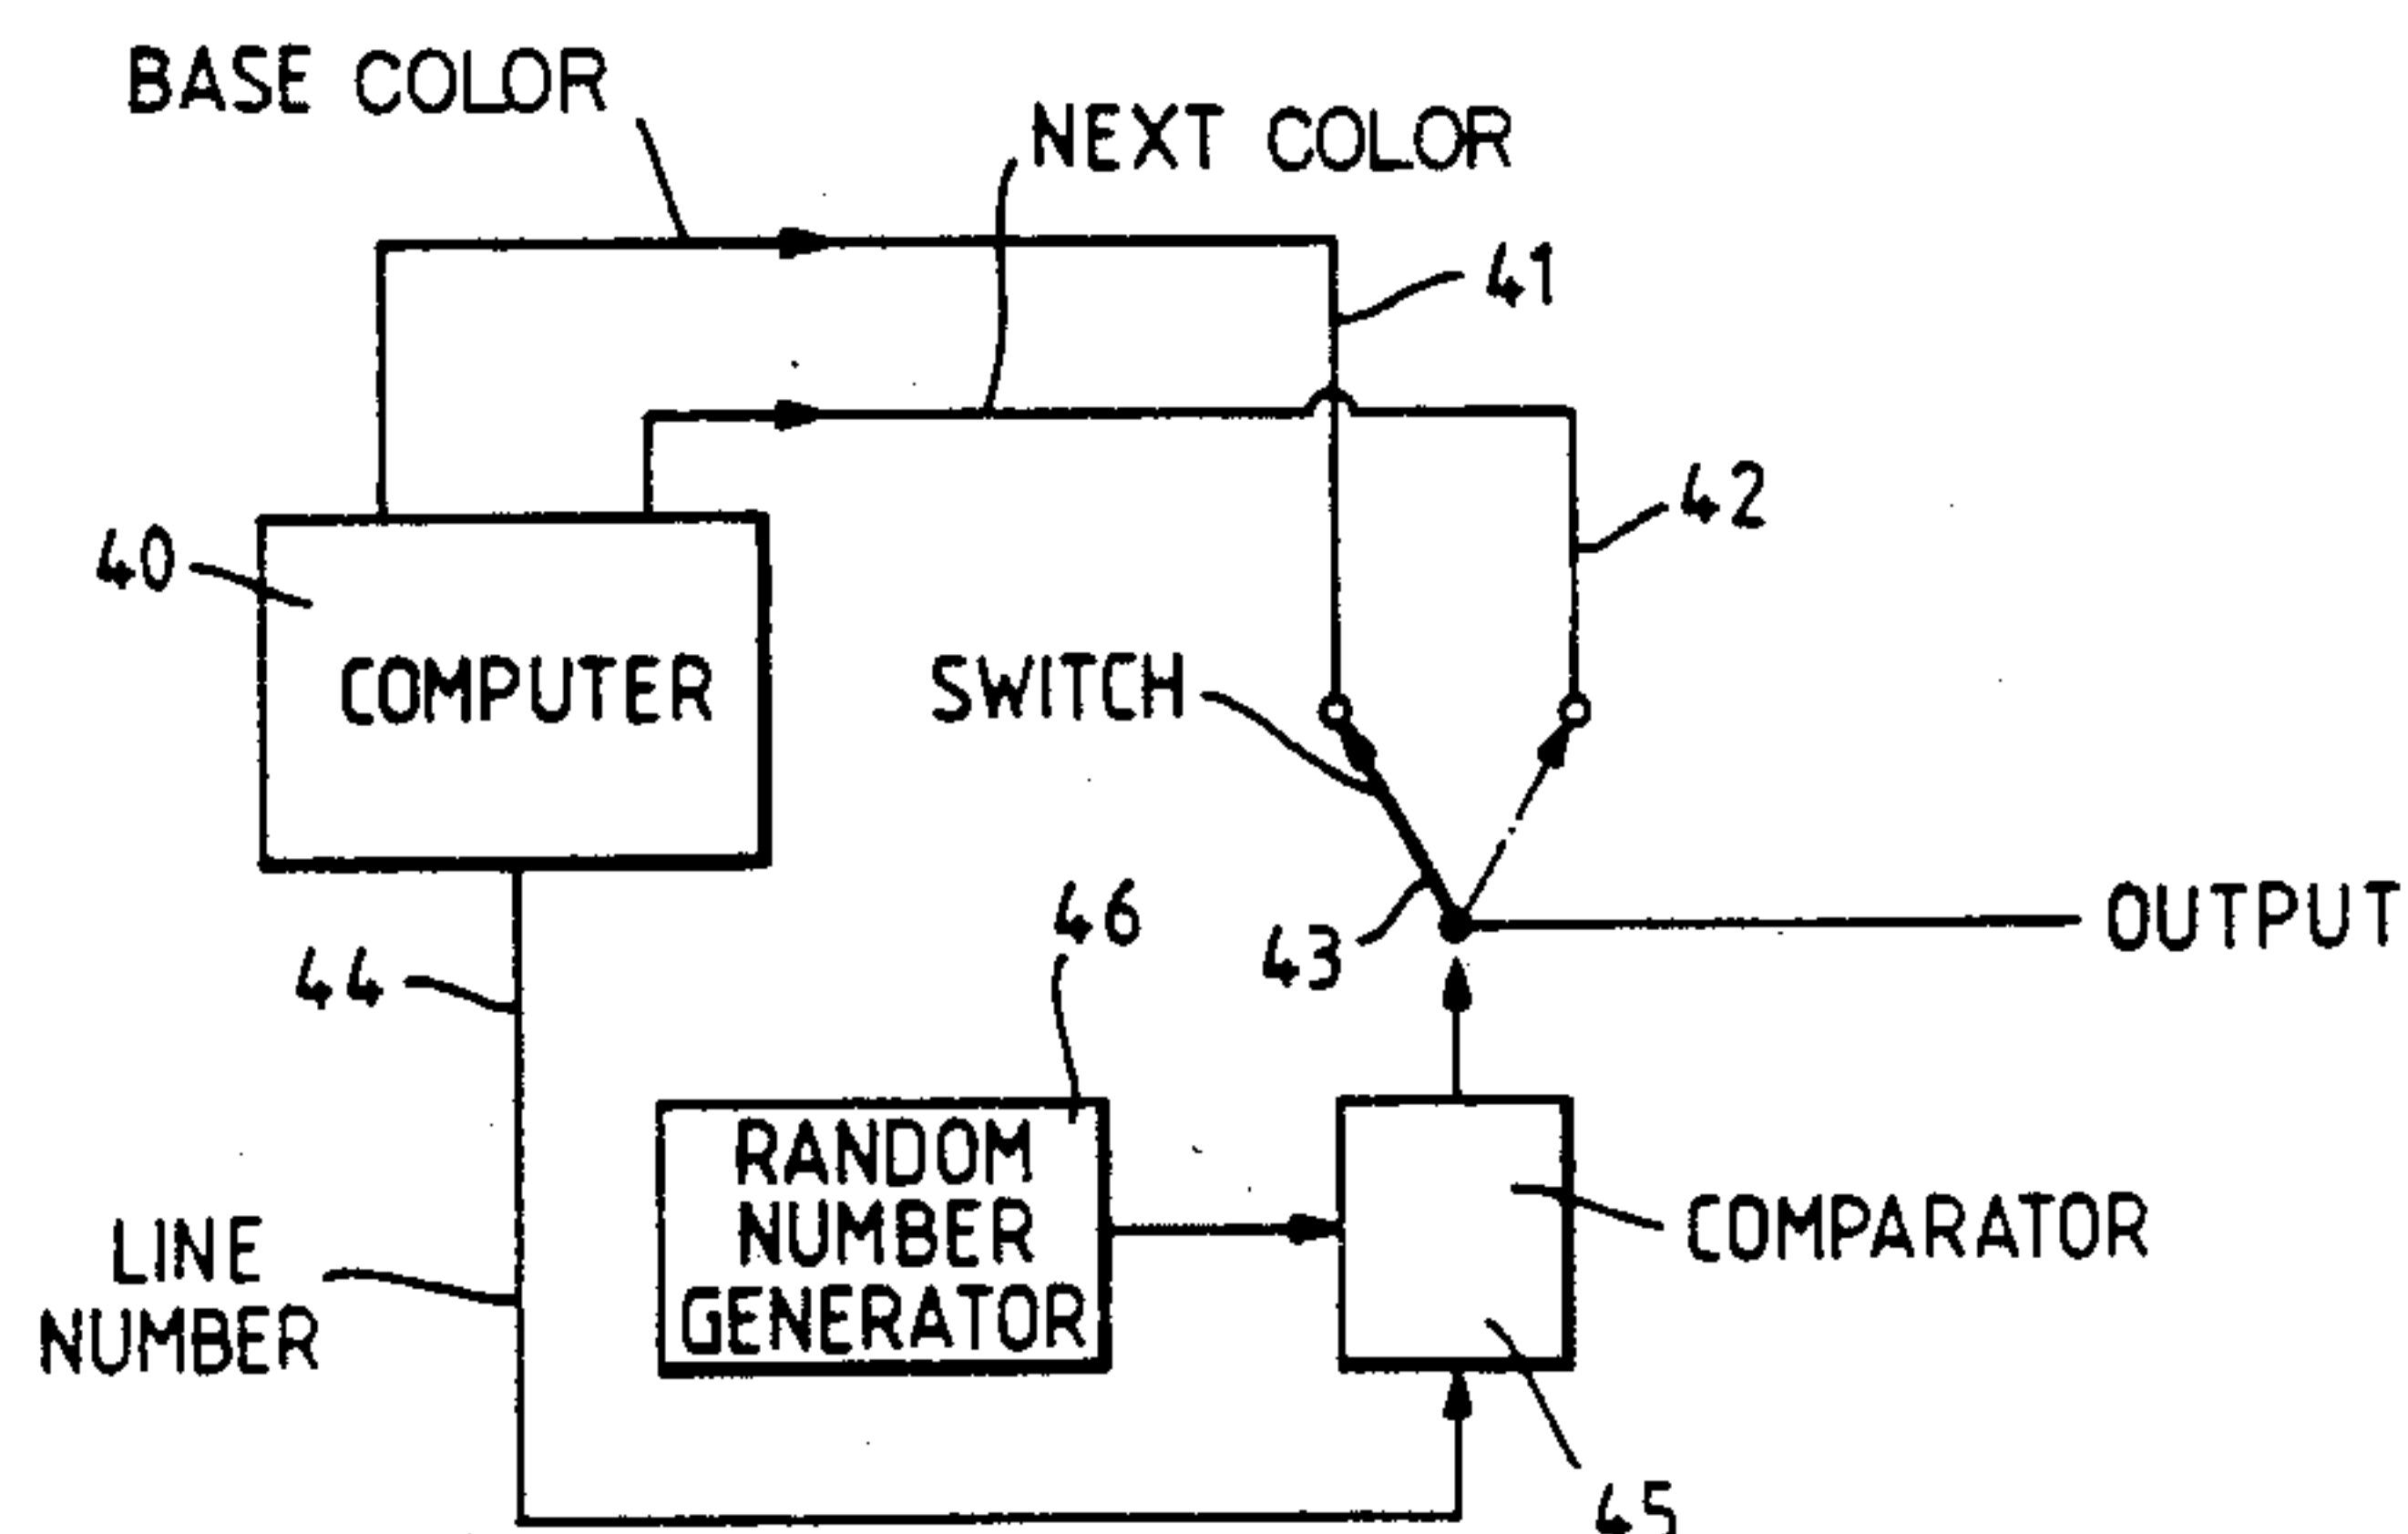 BASE COLOR
NEXT COLOR
41
42
40
COMPUTER
SWITCH
46
43
OUTPUT
44
RANDOM
NUMBER
GENERATOR
COMPARATOR
LINE
NUMBER
45